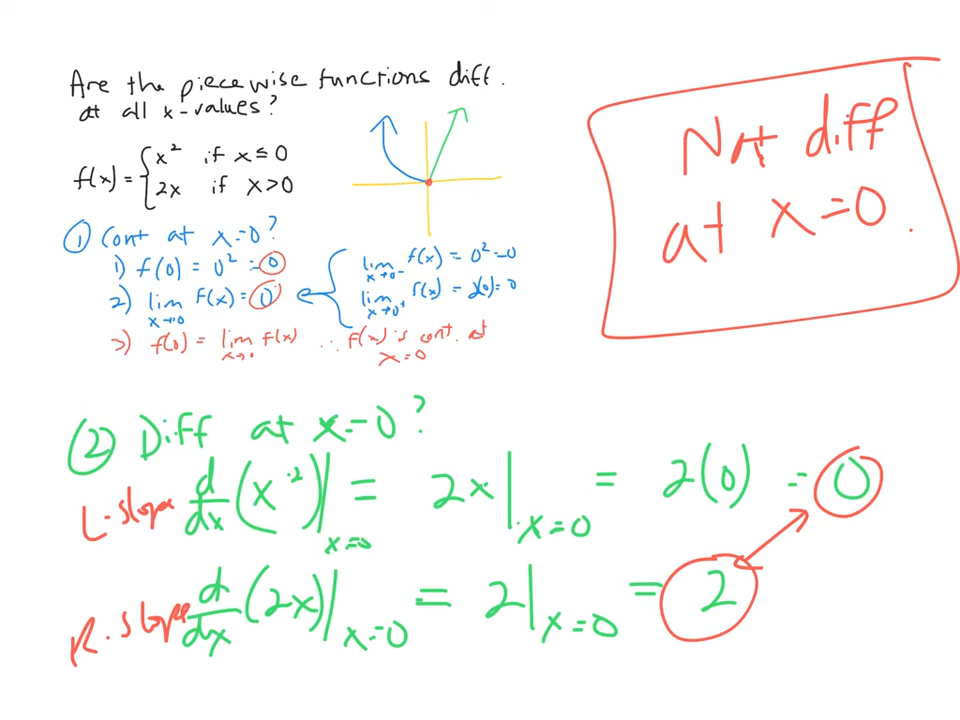 Are the piecewise functions diff.
at all x-values?
f(x) = { x² if x ≤ 0
2x if x > 0
① Cont at x=0?
1) f(0) = 0² = 0
2) lim x→0 f(x) = 0
lim x→0⁻ f(x) = 0² = 0
lim x→0⁺ f(x) = 2(0) = 0
3) f(0) = lim x→0 f(x) ∴ f(x) is cont. at
x=0
Not diff
at x=0.
② Diff at x=0?
L. slope d/dx (x²)|x=0 = 2x|x=0 = 2(0) = 0
R. slope d/dx (2x)|x=0 = 2|x=0 = 2